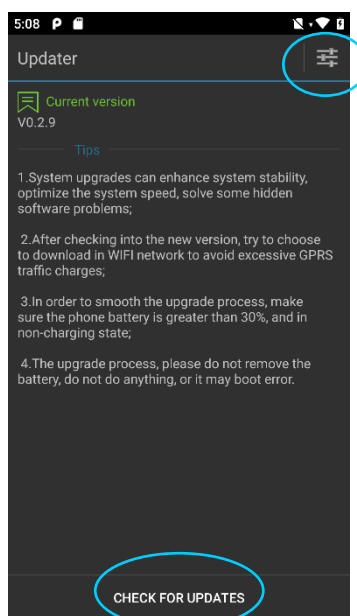 5:08
Updater
Current version
V0.2.9
Tips
1.System upgrades can enhance system stability,
optimize the system speed, solve some hidden
software problems;
2.After checking into the new version, try to choose
to download in WIFI network to avoid excessive GPRS
traffic charges;
3.In order to smooth the upgrade process, make
sure the phone battery is greater than 30%, and in
non-charging state;
4.The upgrade process, please do not remove the
battery, do not do anything, or it may boot error.
CHECK FOR UPDATES